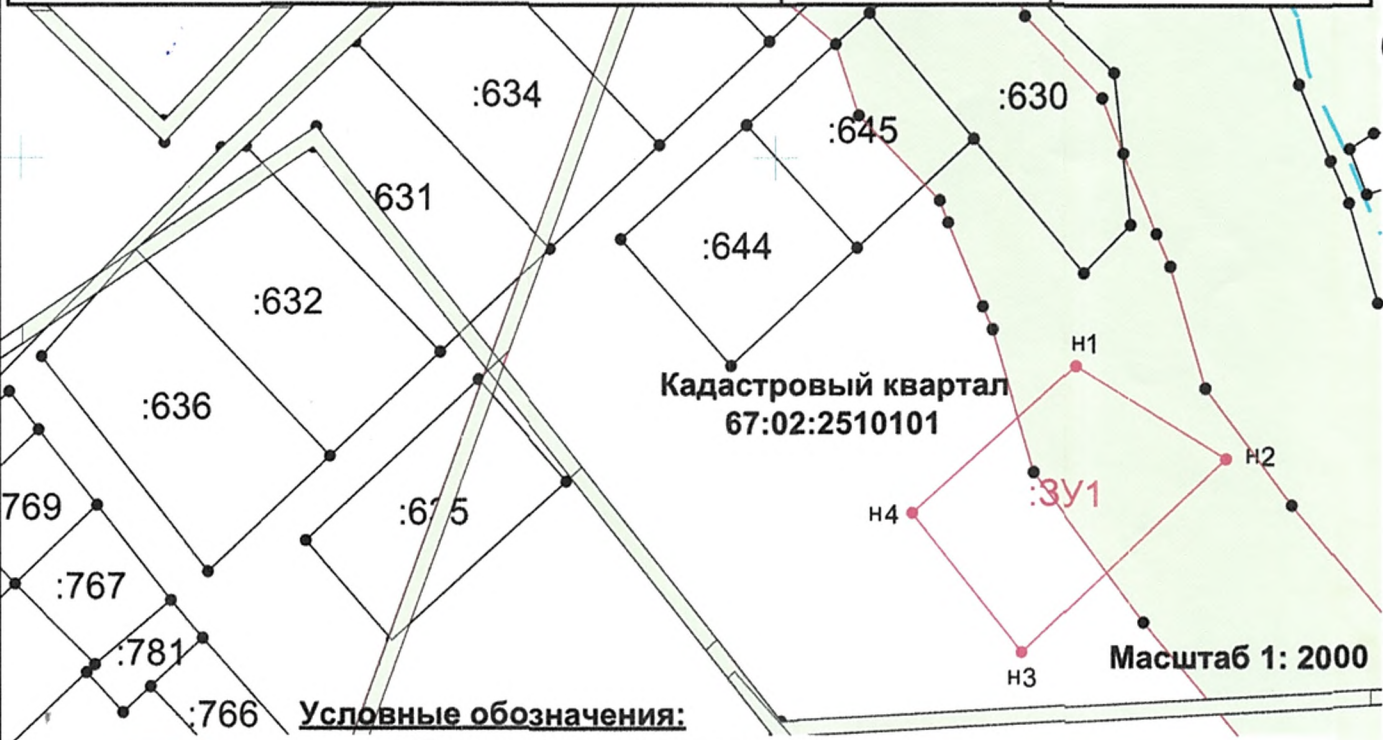 :634
:630
:645
:631
:644
:632
н1
Кадастровый квартал
67:02:2510101
:636
н2
:ЗУ1
769
:635
н4
:767
:781
Масштаб 1: 2000
н3
:766
Условные обозначения: